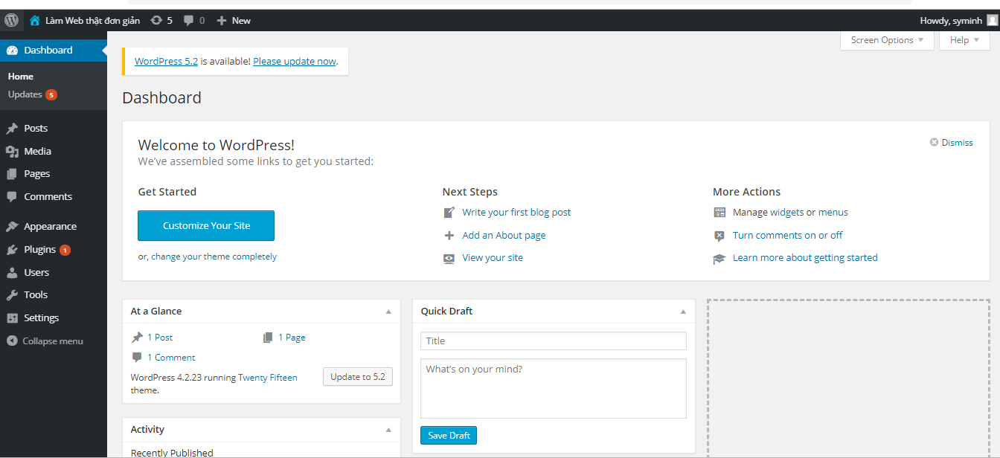 Làm Web thật đơn giản 5 0 New Howdy, syminh
Dashboard
Home
Updates 5
Posts
Media
Pages
Comments
Appearance
Plugins 1
Users
Tools
Settings
Collapse menu
Screen Options Help
WordPress 5.2 is available! Please update now.
Dashboard
Welcome to WordPress!
Dismiss
We've assembled some links to get you started:
Get Started
Customize Your Site
or, change your theme completely
Next Steps
Write your first blog post
Add an About page
View your site
More Actions
Manage widgets or menus
Turn comments on or off
Learn more about getting started
At a Glance
1 Post 1 Page
1 Comment
WordPress 4.2.23 running Twenty Fifteen
theme.
Update to 5.2
Activity
Recently Published
Quick Draft
Title
What's on your mind?
Save Draft